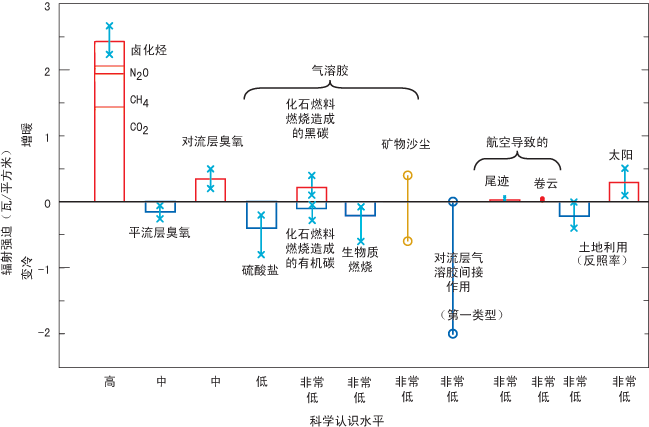 3
2
1
0
-1
-2
辐射强迫（瓦/平方米）
增暖
变冷
卤化烃
N2O
CH4
CO2
平流层臭氧
对流层臭氧
气溶胶
硫酸盐
化石燃料
燃烧造成
的黑碳
化石燃料
燃烧造成
的有机碳
生物质
燃烧
矿物沙尘
对流层气
溶胶间接
作用
（第一类型）
航空导致的
尾迹
卷云
土地利用
（反照率）
太阳
高
中
中
低
非常
低
非常
低
非常
低
非常
低
非常
低
非常
低
非常
低
非常
低
科学认识水平